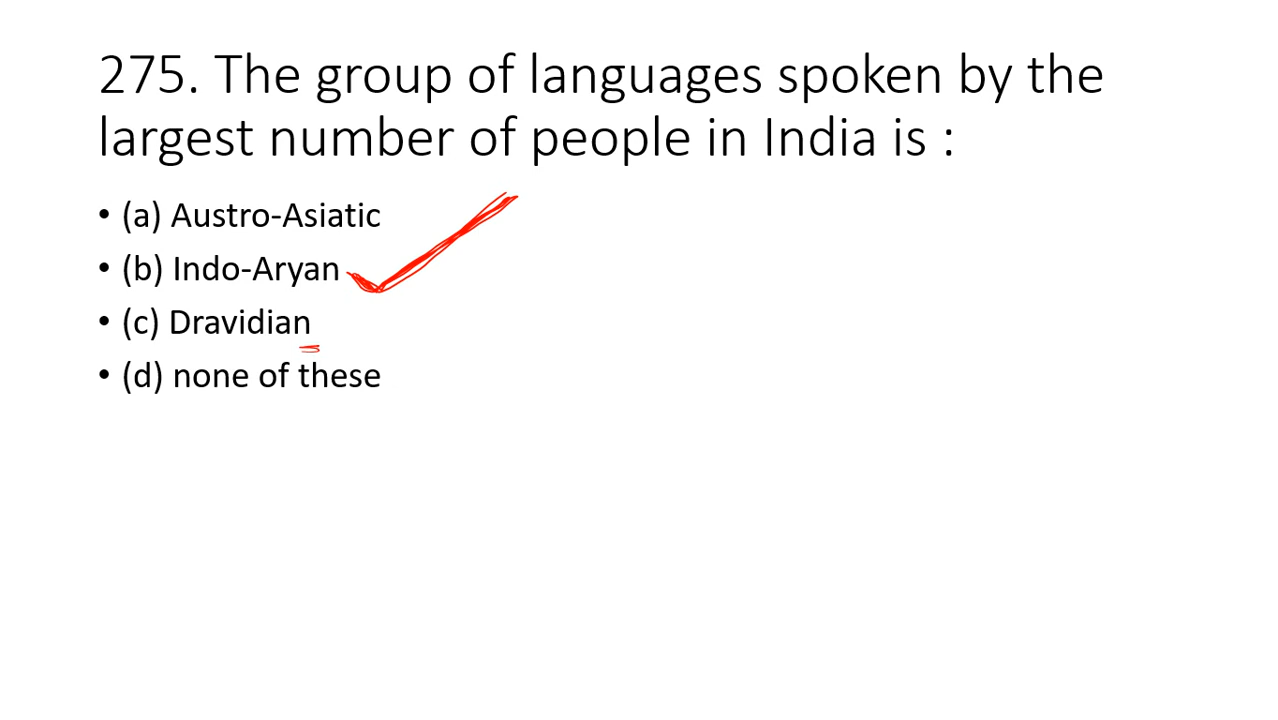 275. The group of languages spoken by the
largest number of people in India is :
• (a) Austro-Asiatic
• (b) Indo-Aryan
• (c) Dravidian
• (d) none of these